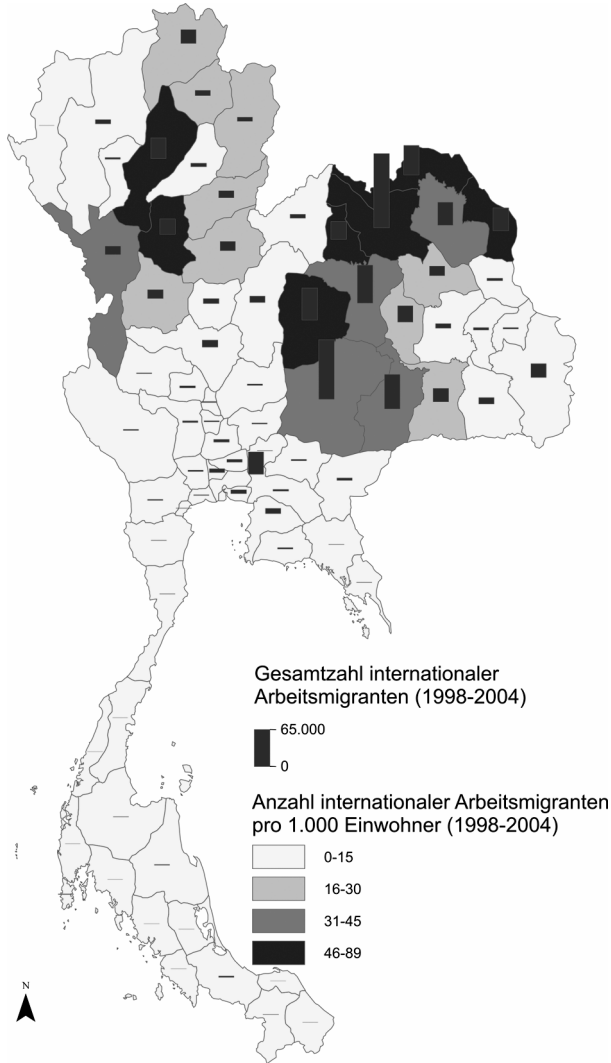 Gesamtzahl internationaler
Arbeitsmigranten (1998-2004)
65.000
0
Anzahl internationaler Arbeitsmigranten
pro 1.000 Einwohner (1998-2004)
0-15
16-30
31-45
46-89
N